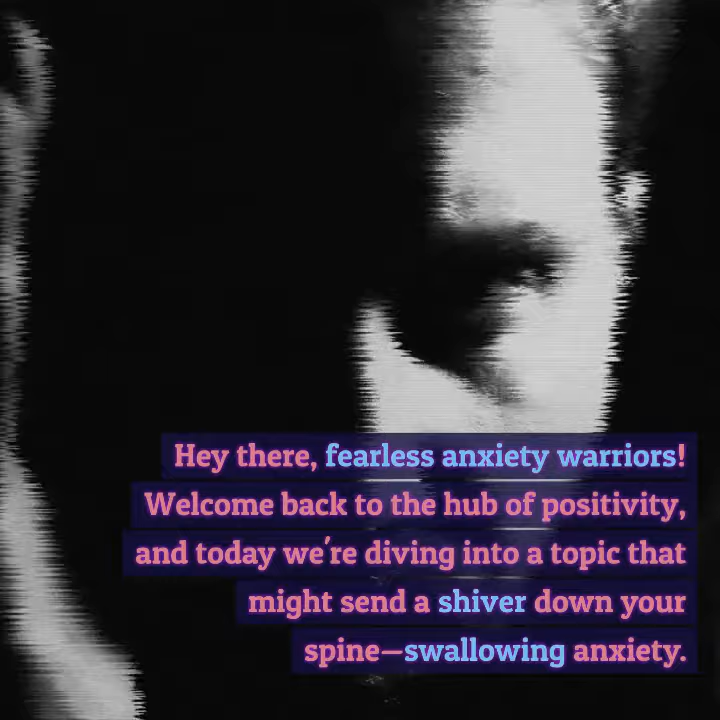 Hey there, fearless anxiety warriors!
Welcome back to the hub of positivity,
and today we're diving into a topic that
might send a shiver down your
spine—swallowing anxiety.